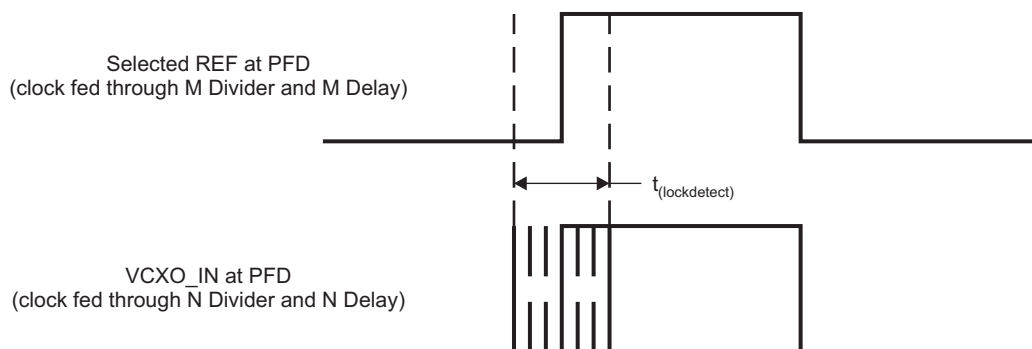 Selected REF at PFD
(clock fed through M Divider and M Delay)
t(lockdetect)
VCXO_IN at PFD
(clock fed through N Divider and N Delay)